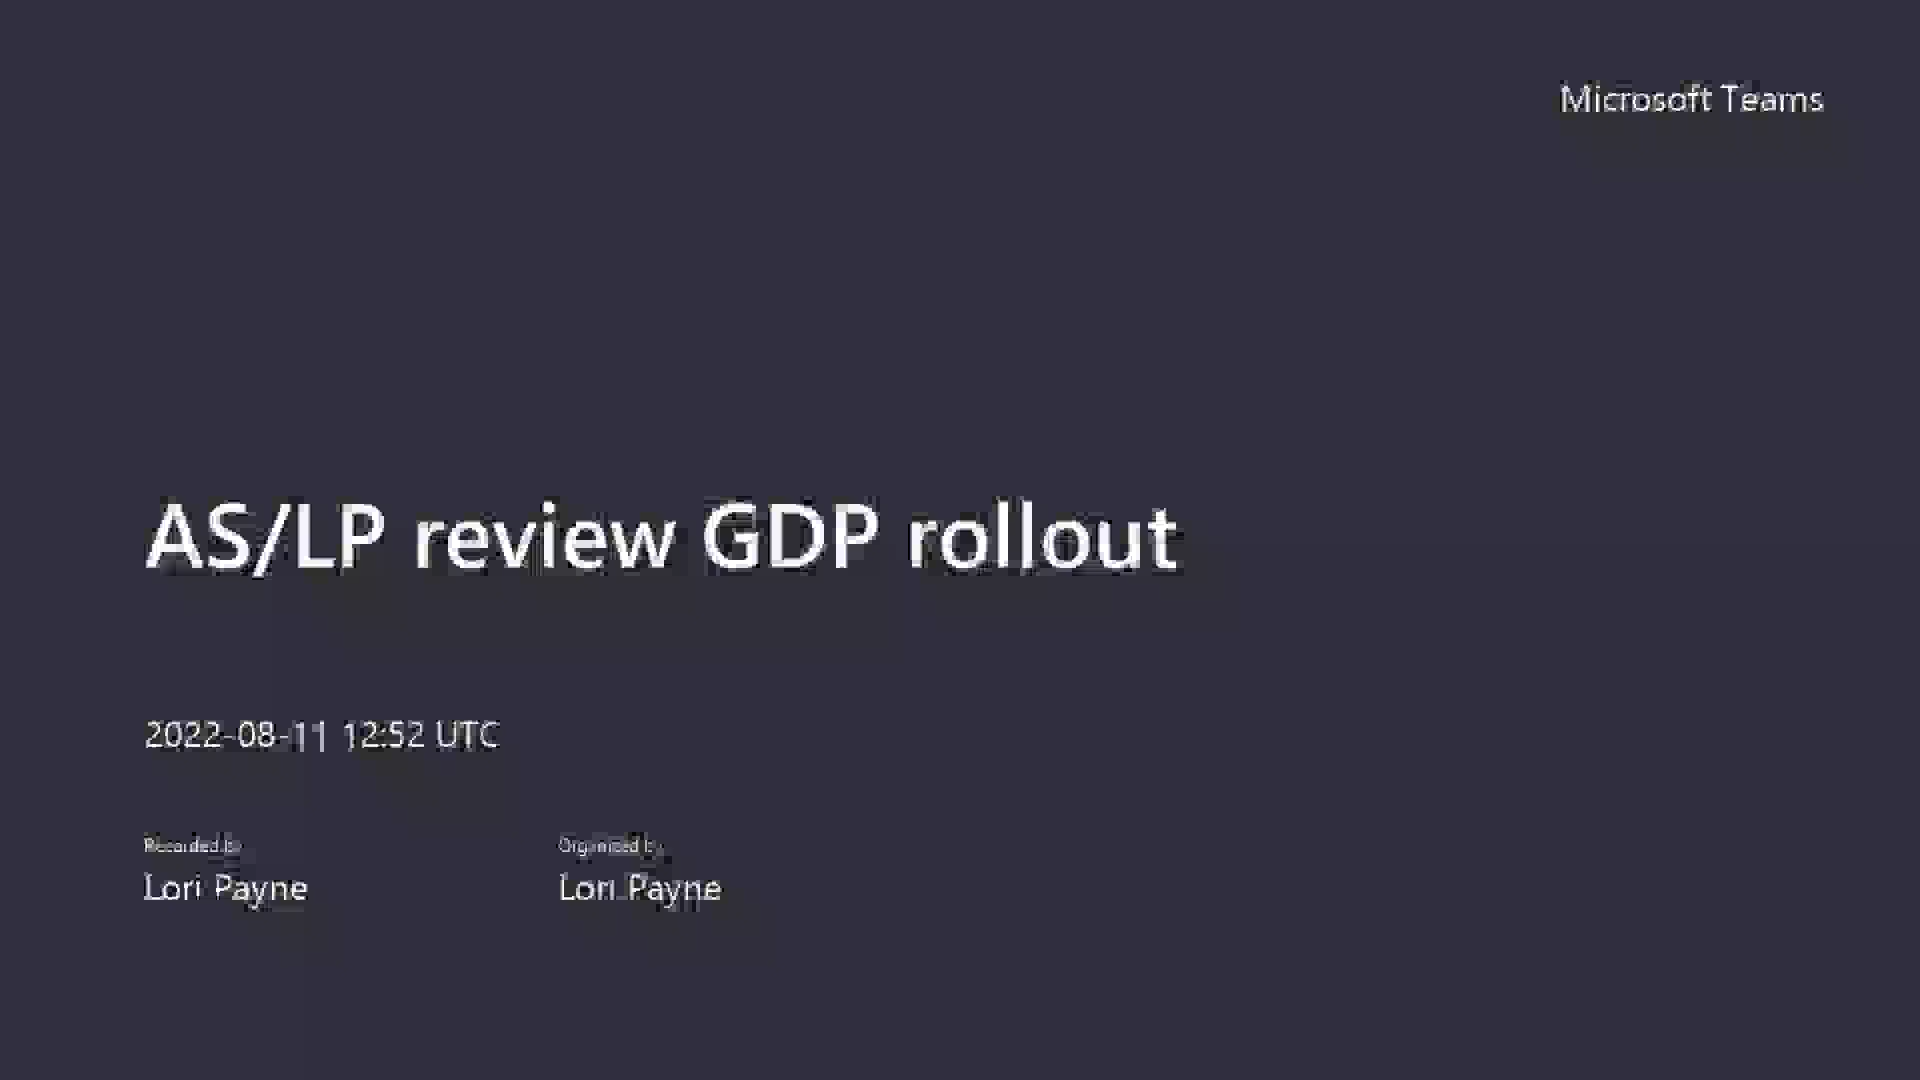 Microsoft Teams
AS/LP review GDP rollout
2022-08-11 12:52 UTC
Recorded by
Organized by
Lori Payne
Lori Payne